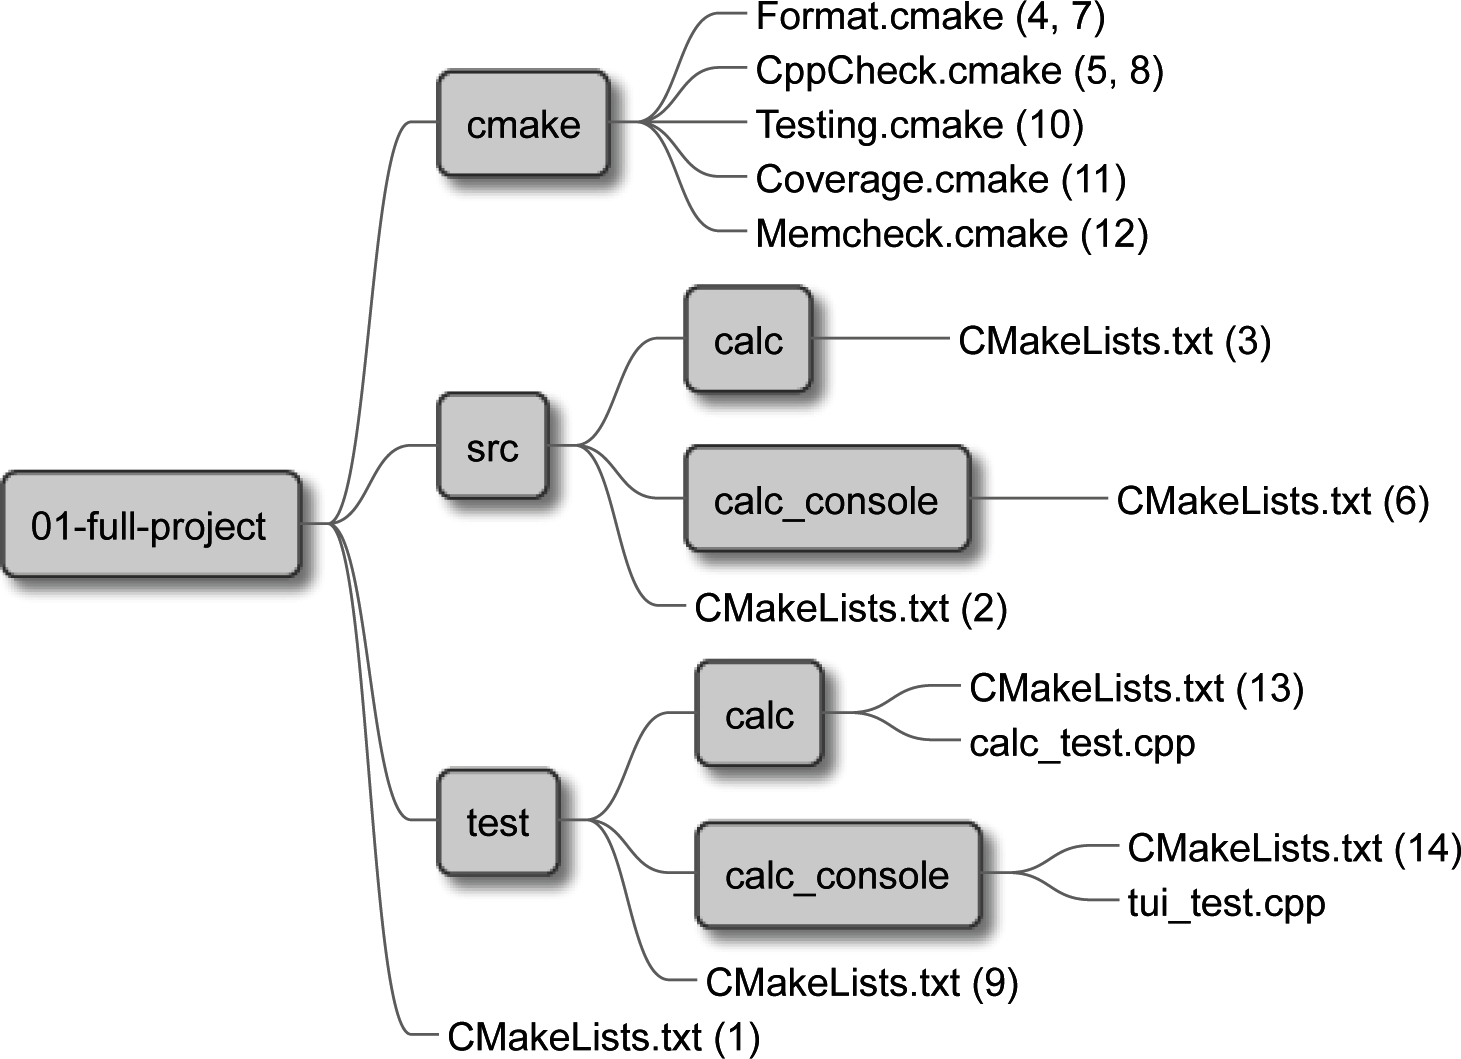 01-full-project
cmake
Format.cmake (4, 7)
CppCheck.cmake (5, 8)
Testing.cmake (10)
Coverage.cmake (11)
Memcheck.cmake (12)
src
calc
CMakeLists.txt (3)
calc_console
CMakeLists.txt (6)
CMakeLists.txt (2)
test
calc
CMakeLists.txt (13)
calc_test.cpp
calc_console
CMakeLists.txt (14)
tui_test.cpp
CMakeLists.txt (9)
CMakeLists.txt (1)